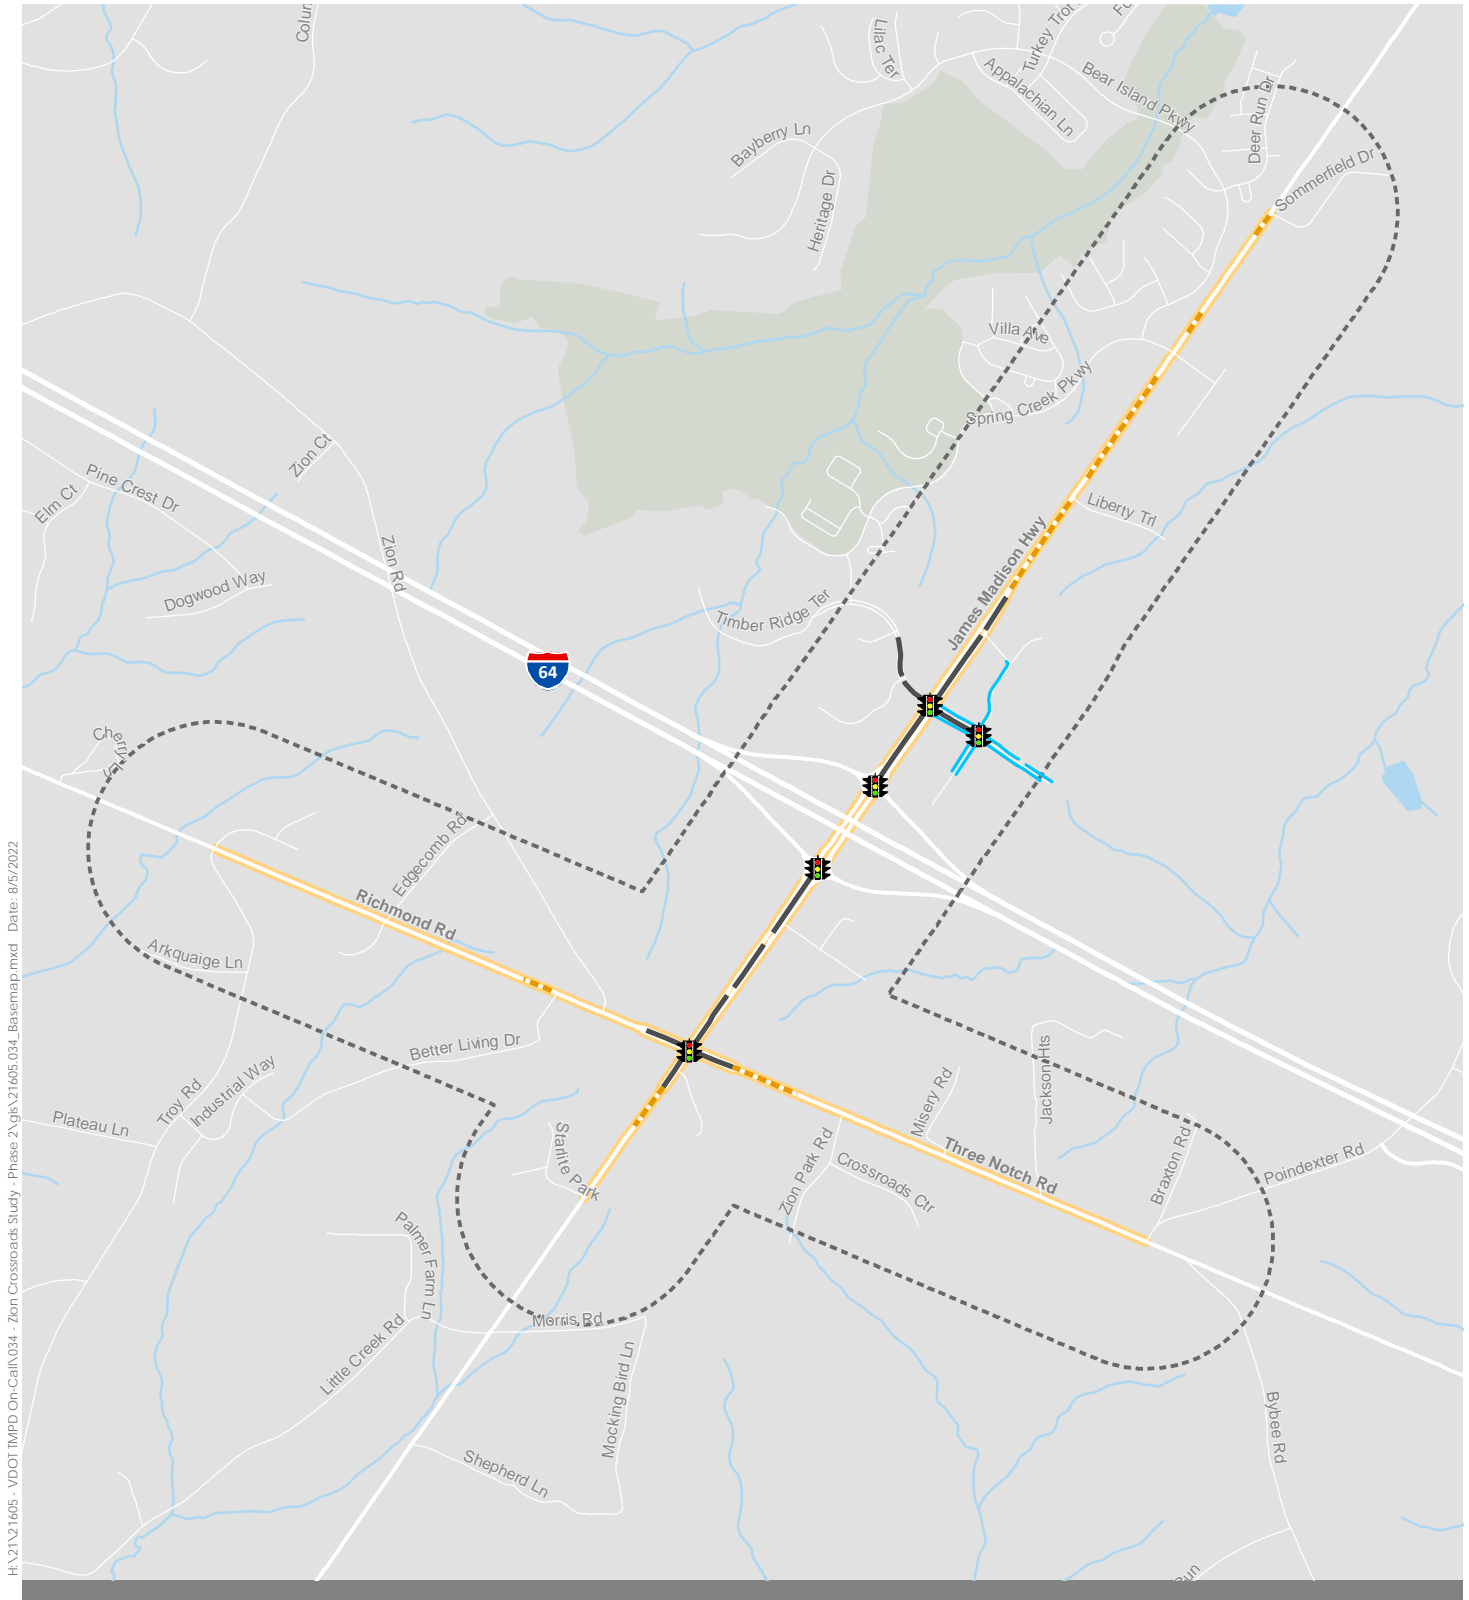 Colum
Lilac Ter
Turkey Trot
Fo
Appalachian Ln
Bear Island Pkwy
Deer Run Dr
Bayberry Ln
Heritage Dr
Sommerfield Dr
Villa Ave
Spring Creek Pkwy
Zion Ct
Pine Crest Dr
Elm Ct
Liberty Trl
James Madison Hwy
Zion Rd
Dogwood Way
Timber Ridge Ter
64
Cherry Ls
Edgecomb Rd
Richmond Rd
Arkquaige Ln
Better Living Dr
Jackson Hts
Troy Rd
Industrial Way
Misery Rd
Plateau Ln
Starlite Park
Zion Park Rd
Three Notch Rd
Braxton Rd
Poindexter Rd
Crossroads Ctr
Palmer Farm Ln
Morris Rd
Little Creek Rd
Mocking Bird Ln
Bybee Rd
Shepherd Ln
Run
H:\21\21605 - VDOT TMPD On-Call\034 - Zion Crossroads Study - Phase 2\gis\21605034_Basemap.mxd Date: 8/5/2022